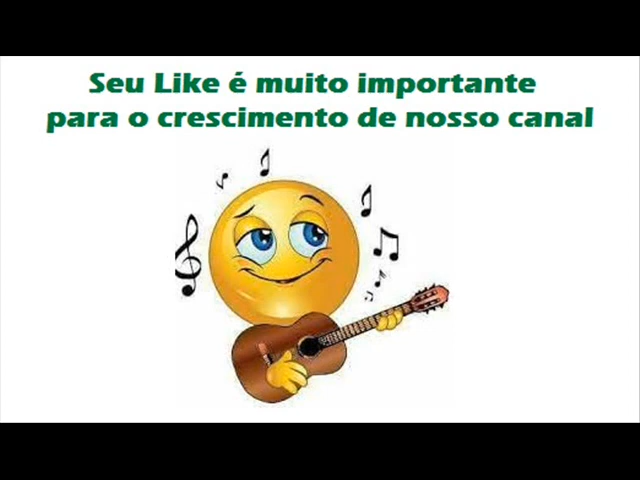 Seu Like é muito importante
para o crescimento de nosso canal